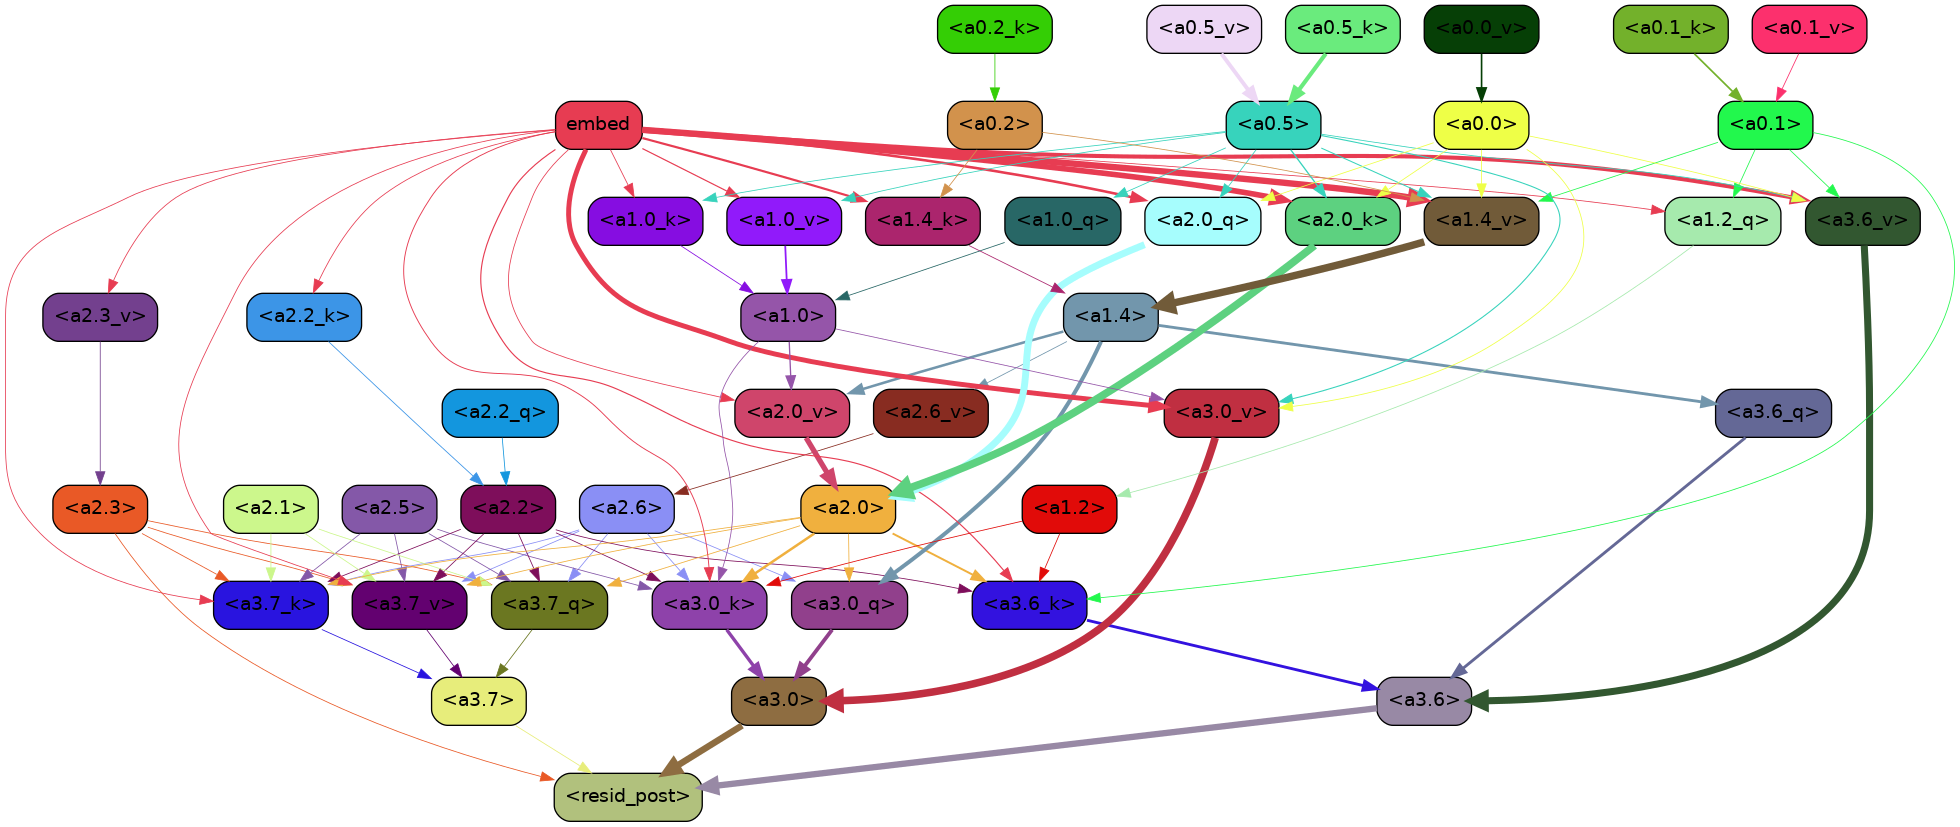 <a0.2_k>
<a0.5_v>
<a0.5_k>
<a0.0_v>
<a0.1_k>
<a0.1_v>
embed
<a0.2>
<a0.5>
<a0.0>
<a0.1>
<a1.0_k>
<a1.0_v>
<a1.4_k>
<a1.0_q>
<a2.0_q>
<a2.0_k>
<a1.4_v>
<a1.2_q>
<a3.6_v>
<a2.3_v>
<a2.2_k>
<a1.0>
<a1.4>
<a2.2_q>
<a2.0_v>
<a2.6_v>
<a3.0_v>
<a3.6_q>
<a2.3>
<a2.1>
<a2.5>
<a2.2>
<a2.6>
<a2.0>
<a1.2>
<a3.7_k>
<a3.7_v>
<a3.7_q>
<a3.0_k>
<a3.0_q>
<a3.6_k>
<a3.7>
<a3.0>
<a3.6>
<resid_post>